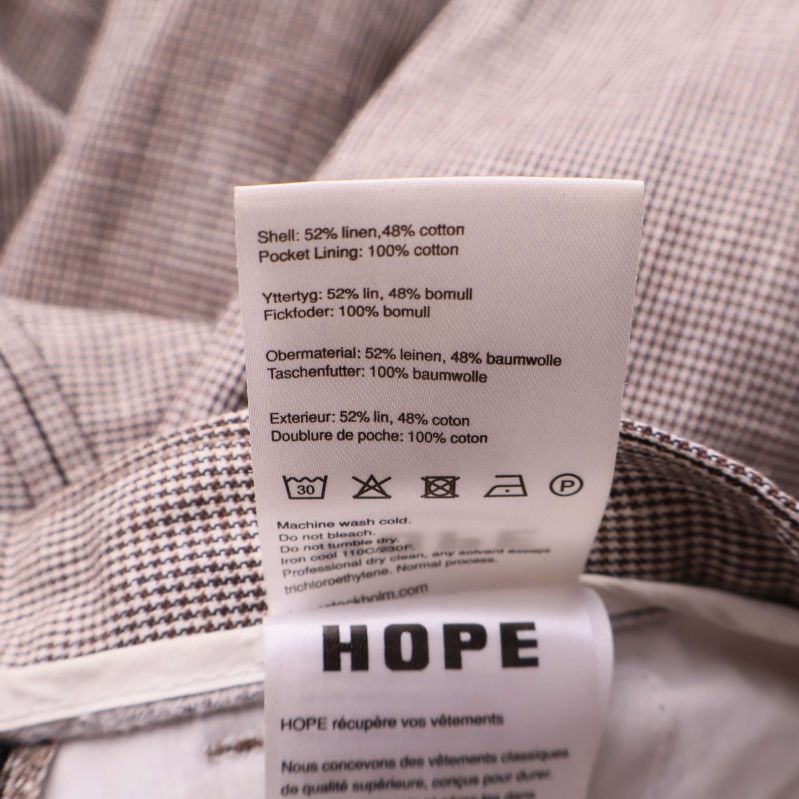 Shell: 52% linen,48% cotton
Pocket Lining: 100% cotton
Yttertyg: 52% lin, 48% bomull
Fickfoder: 100% bomull
Obermaterial: 52% leinen, 48% baumwolle
Taschenfutter: 100% baumwolle
Exterieur: 52% lin, 48% coton
Doublure de poche: 100% coton
30 P
Machine wash cold.
Do not bleach.
Do not tumble dry.
Iron cool 110C/230F.
Professional dry clean, any solvent except
trichloroethylene. Normal process.
HOPE
HOPE récupère vos vêtements
Nous concevons des vêtements classiques
de qualité supérieure, conçus pour durer.